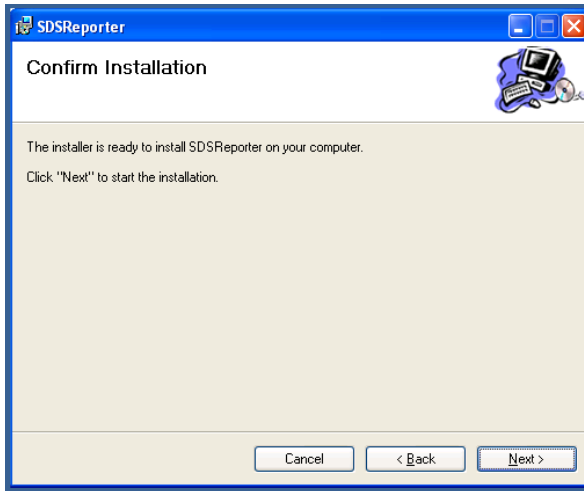 SDSReporter
Confirm Installation
The installer is ready to install SDSReporter on your computer.
Click "Next" to start the installation.
Cancel
< Back
Next >